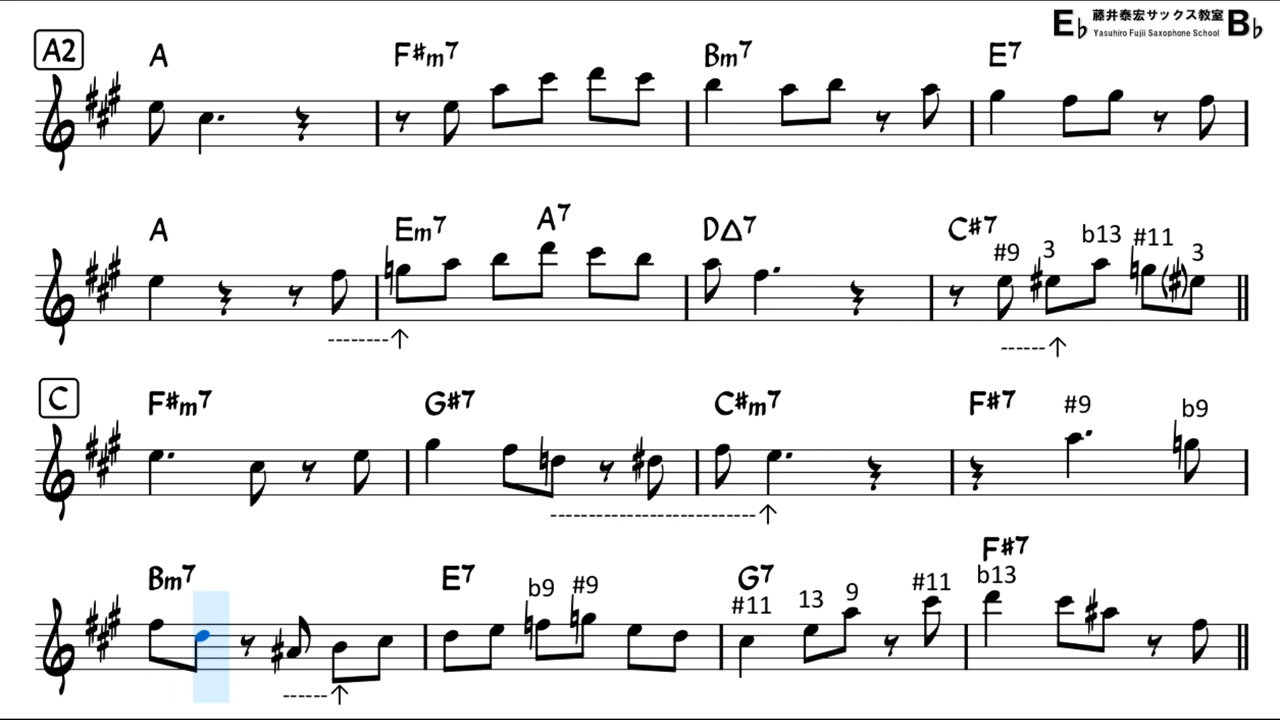 E♭ 藤井泰宏サックス教室 B♭
Yasuhiro Fujii Saxophone School
A2 A F#m7 Bm7 E7
A Em7 A7 D△7 C#7
#9 3 b13 #11 3
C F#m7 G#7 C#m7 F#7 #9 b9
Bm7 E7 b9 #9 G7 F#7
#11 13 9 #11 b13